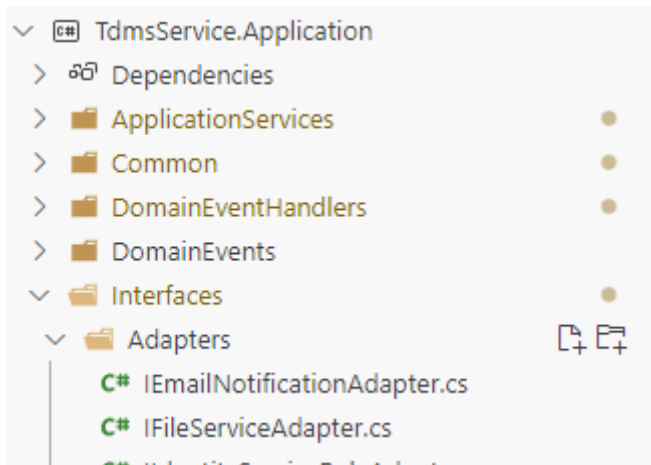 C# TdmsService.Application
Dependencies
ApplicationServices
Common
DomainEventHandlers
DomainEvents
Interfaces
Adapters
C# IEmailNotificationAdapter.cs
C# IFileServiceAdapter.cs